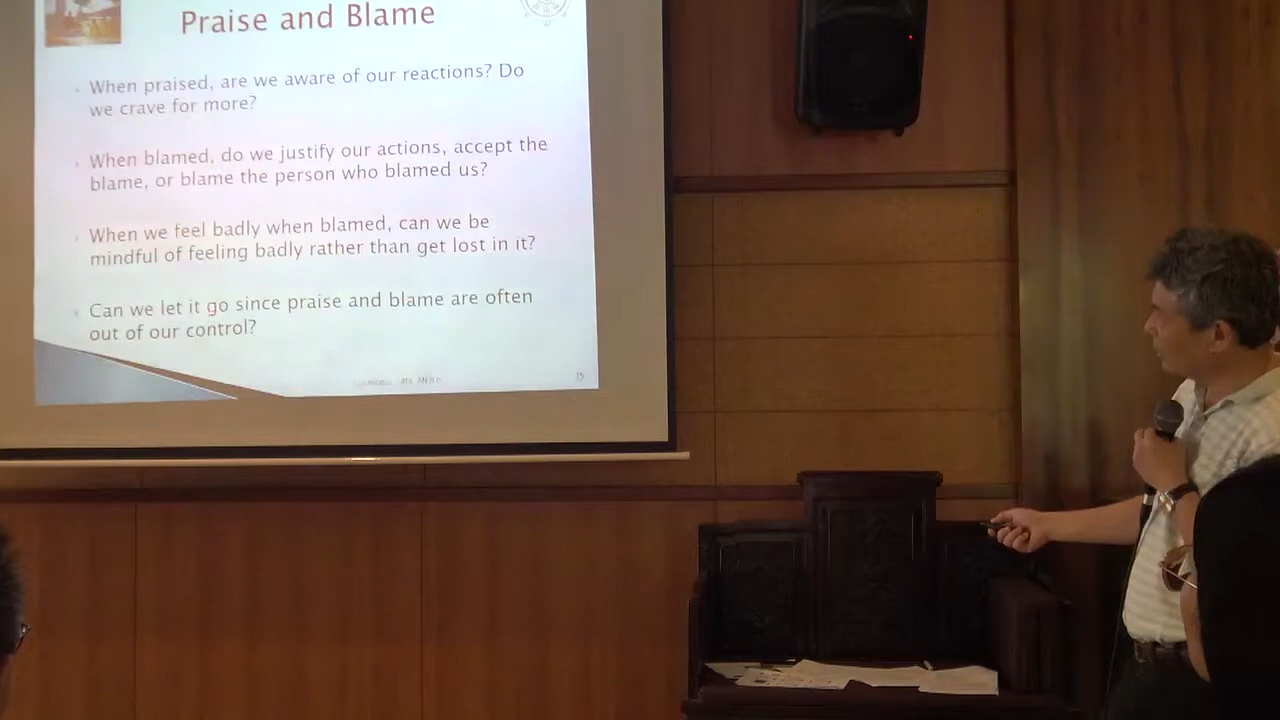 Praise and Blame
When praised, are we aware of our reactions? Do
we crave for more?
When blamed, do we justify our actions, accept the
blame, or blame the person who blamed us?
When we feel badly when blamed, can we be
mindful of feeling badly rather than get lost in it?
Can we let it go since praise and blame are often
out of our control?